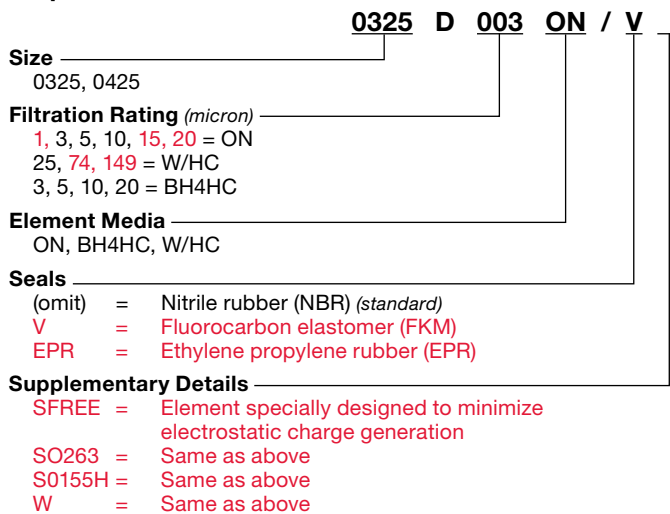 0325 D 003 ON / V
Size
0325, 0425
Filtration Rating (micron)
1, 3, 5, 10, 15, 20 = ON
25, 74, 149 = W/HC
3, 5, 10, 20 = BH4HC
Element Media
ON, BH4HC, W/HC
Seals
(omit) = Nitrile rubber (NBR) (standard)
V = Fluorocarbon elastomer (FKM)
EPR = Ethylene propylene rubber (EPR)
Supplementary Details
SFREE = Element specially designed to minimize
electrostatic charge generation
SO263 = Same as above
S0155H = Same as above
W = Same as above